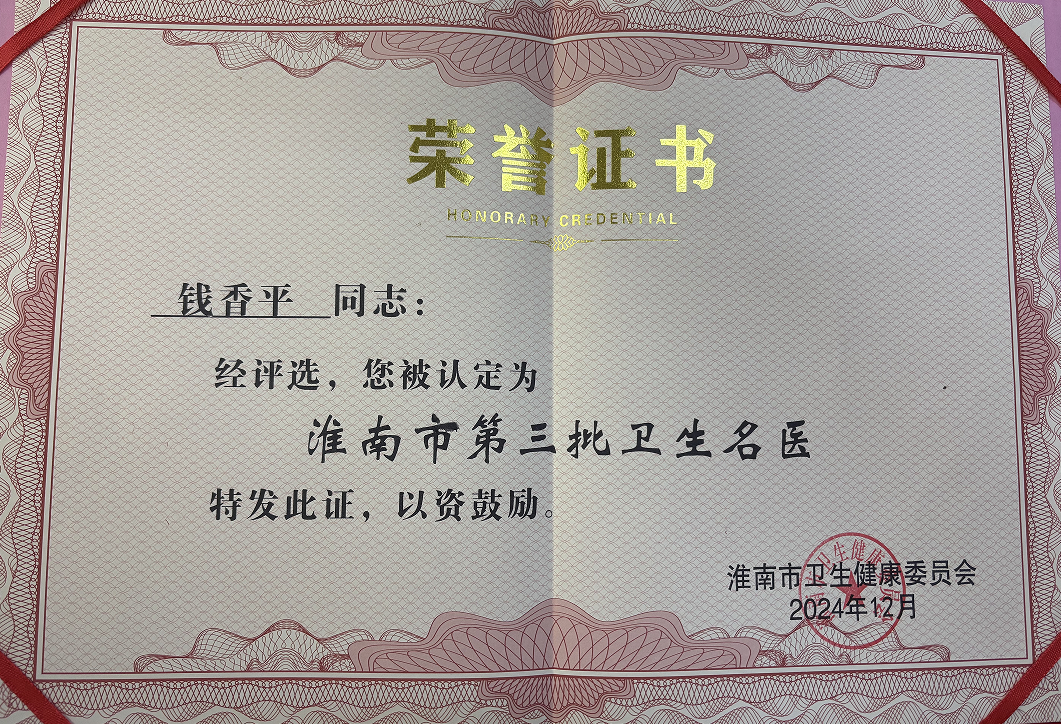 荣誉证书
HONORARY CREDENTIAL
钱香平 同志：
经评选，您被认定为
淮南市第三批卫生名医
特发此证，以资鼓励。
淮南市卫生健康委员会
2024年12月